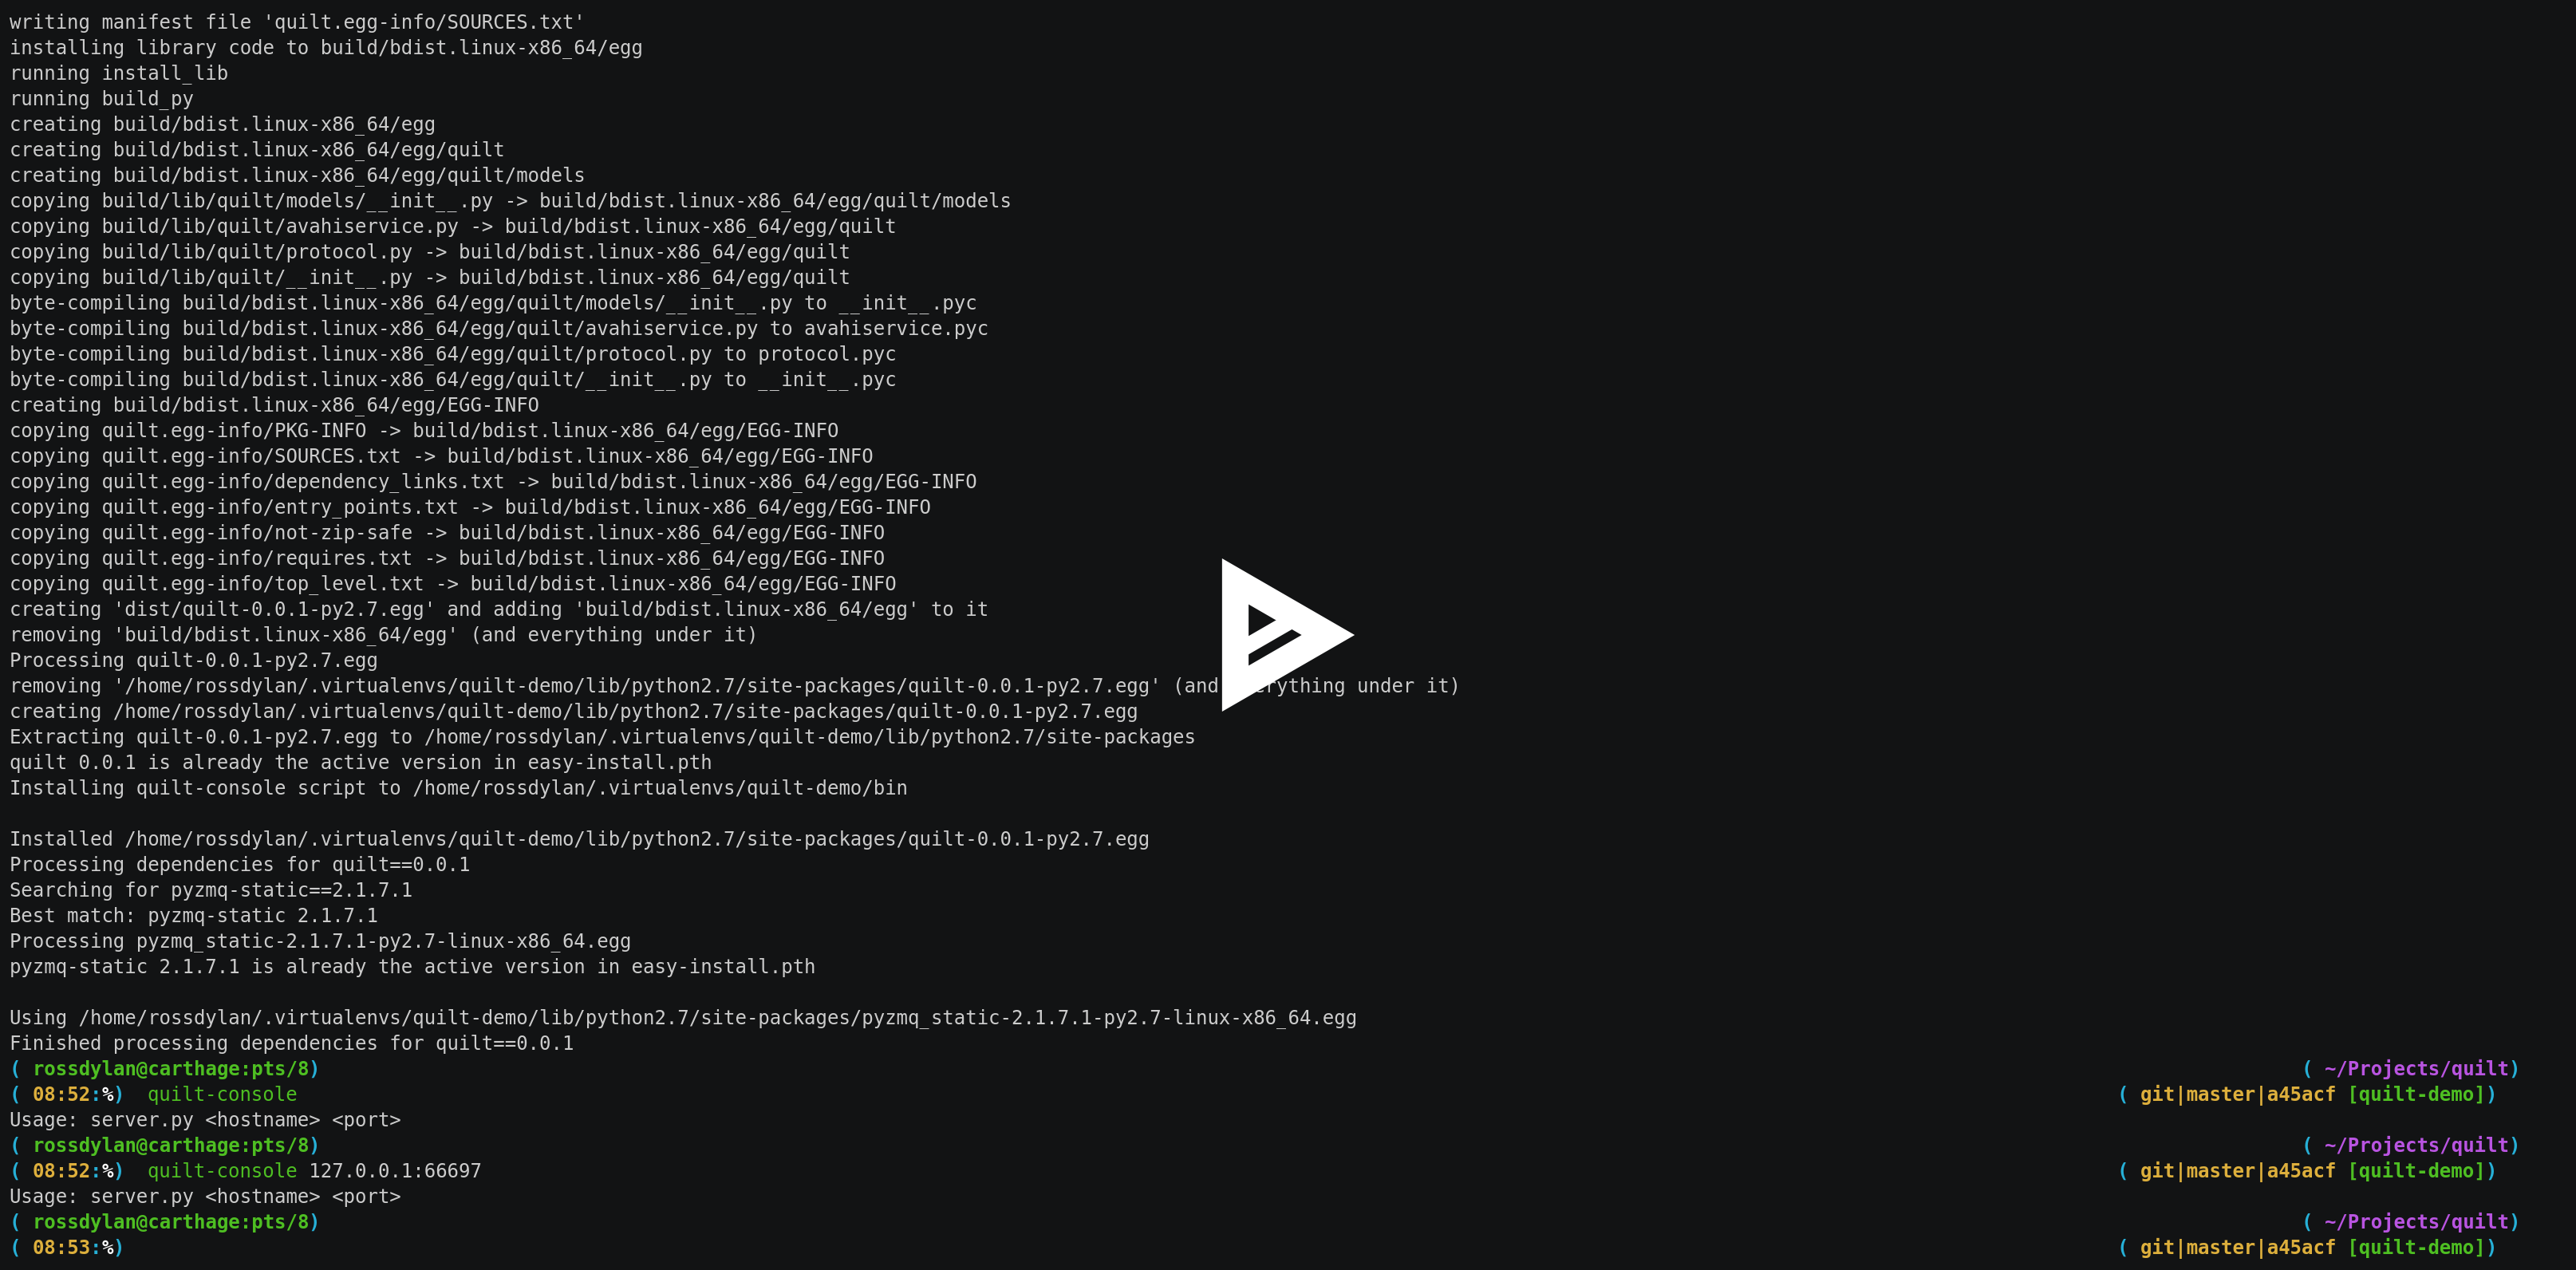 writing manifest file 'quilt.egg-info/SOURCES.txt'
installing library code to build/bdist.linux-x86_64/egg
running install_lib
running build_py
creating build/bdist.linux-x86_64/egg
creating build/bdist.linux-x86_64/egg/quilt
creating build/bdist.linux-x86_64/egg/quilt/models
copying build/lib/quilt/models/__init__.py -> build/bdist.linux-x86_64/egg/quilt/models
copying build/lib/quilt/avahiservice.py -> build/bdist.linux-x86_64/egg/quilt
copying build/lib/quilt/protocol.py -> build/bdist.linux-x86_64/egg/quilt
copying build/lib/quilt/__init__.py -> build/bdist.linux-x86_64/egg/quilt
byte-compiling build/bdist.linux-x86_64/egg/quilt/models/__init__.py to __init__.pyc
byte-compiling build/bdist.linux-x86_64/egg/quilt/avahiservice.py to avahiservice.pyc
byte-compiling build/bdist.linux-x86_64/egg/quilt/protocol.py to protocol.pyc
byte-compiling build/bdist.linux-x86_64/egg/quilt/__init__.py to __init__.pyc
creating build/bdist.linux-x86_64/egg/EGG-INFO
copying quilt.egg-info/PKG-INFO -> build/bdist.linux-x86_64/egg/EGG-INFO
copying quilt.egg-info/SOURCES.txt -> build/bdist.linux-x86_64/egg/EGG-INFO
copying quilt.egg-info/dependency_links.txt -> build/bdist.linux-x86_64/egg/EGG-INFO
copying quilt.egg-info/entry_points.txt -> build/bdist.linux-x86_64/egg/EGG-INFO
copying quilt.egg-info/not-zip-safe -> build/bdist.linux-x86_64/egg/EGG-INFO
copying quilt.egg-info/requires.txt -> build/bdist.linux-x86_64/egg/EGG-INFO
copying quilt.egg-info/top_level.txt -> build/bdist.linux-x86_64/egg/EGG-INFO
creating 'dist/quilt-0.0.1-py2.7.egg' and adding 'build/bdist.linux-x86_64/egg' to it
removing 'build/bdist.linux-x86_64/egg' (and everything under it)
Processing quilt-0.0.1-py2.7.egg
removing '/home/rossdylan/.virtualenvs/quilt-demo/lib/python2.7/site-packages/quilt-0.0.1-py2.7.egg' (and everything under it)
creating /home/rossdylan/.virtualenvs/quilt-demo/lib/python2.7/site-packages/quilt-0.0.1-py2.7.egg
Extracting quilt-0.0.1-py2.7.egg to /home/rossdylan/.virtualenvs/quilt-demo/lib/python2.7/site-packages
quilt 0.0.1 is already the active version in easy-install.pth
Installing quilt-console script to /home/rossdylan/.virtualenvs/quilt-demo/bin
Installed /home/rossdylan/.virtualenvs/quilt-demo/lib/python2.7/site-packages/quilt-0.0.1-py2.7.egg
Processing dependencies for quilt==0.0.1
Searching for pyzmq-static==2.1.7.1
Best match: pyzmq-static 2.1.7.1
Processing pyzmq_static-2.1.7.1-py2.7-linux-x86_64.egg
pyzmq-static 2.1.7.1 is already the active version in easy-install.pth
Using /home/rossdylan/.virtualenvs/quilt-demo/lib/python2.7/site-packages/pyzmq_static-2.1.7.1-py2.7-linux-x86_64.egg
Finished processing dependencies for quilt==0.0.1
( rossdylan@carthage:pts/8) ( ~/Projects/quilt)
( 08:52:%) quilt-console ( git|master|a45acf [quilt-demo])
Usage: server.py <hostname> <port>
( rossdylan@carthage:pts/8) ( ~/Projects/quilt)
( 08:52:%) quilt-console 127.0.0.1:66697 ( git|master|a45acf [quilt-demo])
Usage: server.py <hostname> <port>
( rossdylan@carthage:pts/8) ( ~/Projects/quilt)
( 08:53:%) ( git|master|a45acf [quilt-demo])